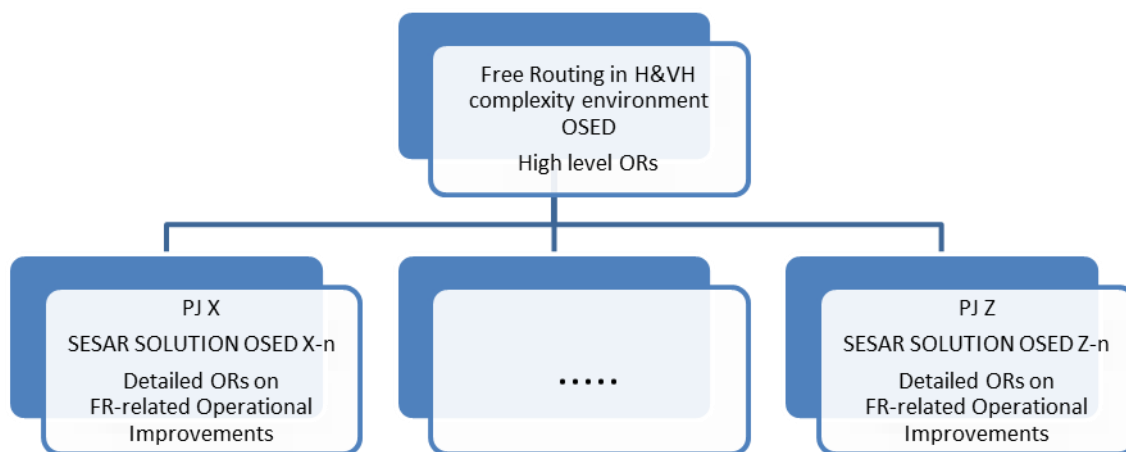 Free Routing in H&VH
complexity environment
OSED
High level ORs
PJ X
SESAR SOLUTION OSED X-n
Detailed ORs on
FR-related Operational
Improvements
.....
PJ Z
SESAR SOLUTION OSED Z-n
Detailed ORs on
FR-related Operational
Improvements